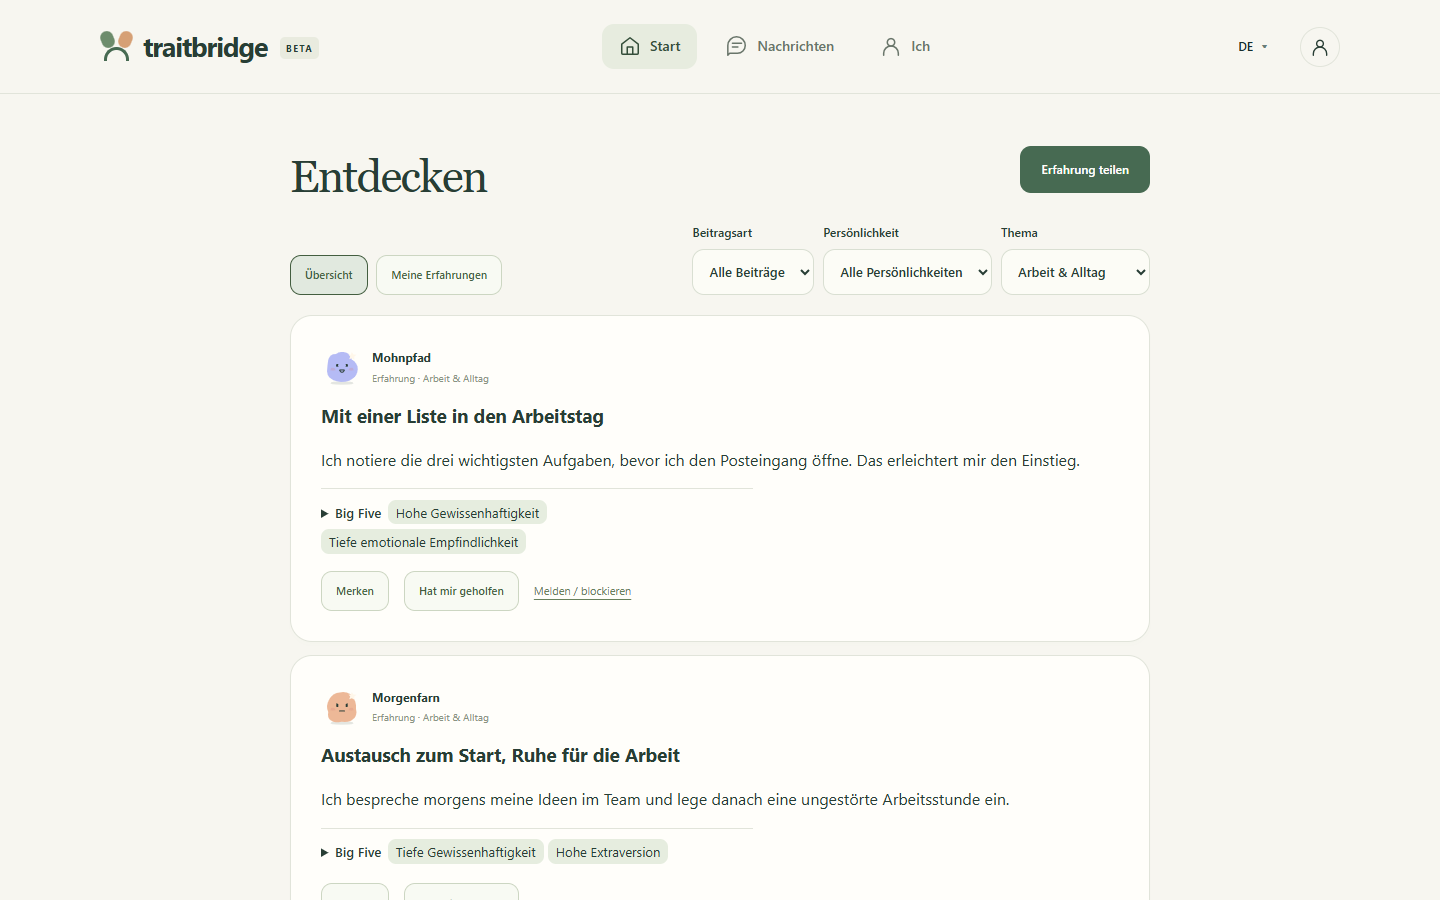 traitbridge BETA
Start
Nachrichten
Ich
DE
Entdecken
Erfahrung teilen
Übersicht
Meine Erfahrungen
Beitragsart
Alle Beiträge
Persönlichkeit
Alle Persönlichkeiten
Thema
Arbeit & Alltag
Mohnpfad
Erfahrung · Arbeit & Alltag
Mit einer Liste in den Arbeitstag
Ich notiere die drei wichtigsten Aufgaben, bevor ich den Posteingang öffne. Das erleichtert mir den Einstieg.
Big Five Hohe Gewissenhaftigkeit
Tiefe emotionale Empfindlichkeit
Merken
Hat mir geholfen
Melden / blockieren
Morgenfarn
Erfahrung · Arbeit & Alltag
Austausch zum Start, Ruhe für die Arbeit
Ich bespreche morgens meine Ideen im Team und lege danach eine ungestörte Arbeitsstunde ein.
Big Five Tiefe Gewissenhaftigkeit Hohe Extraversion